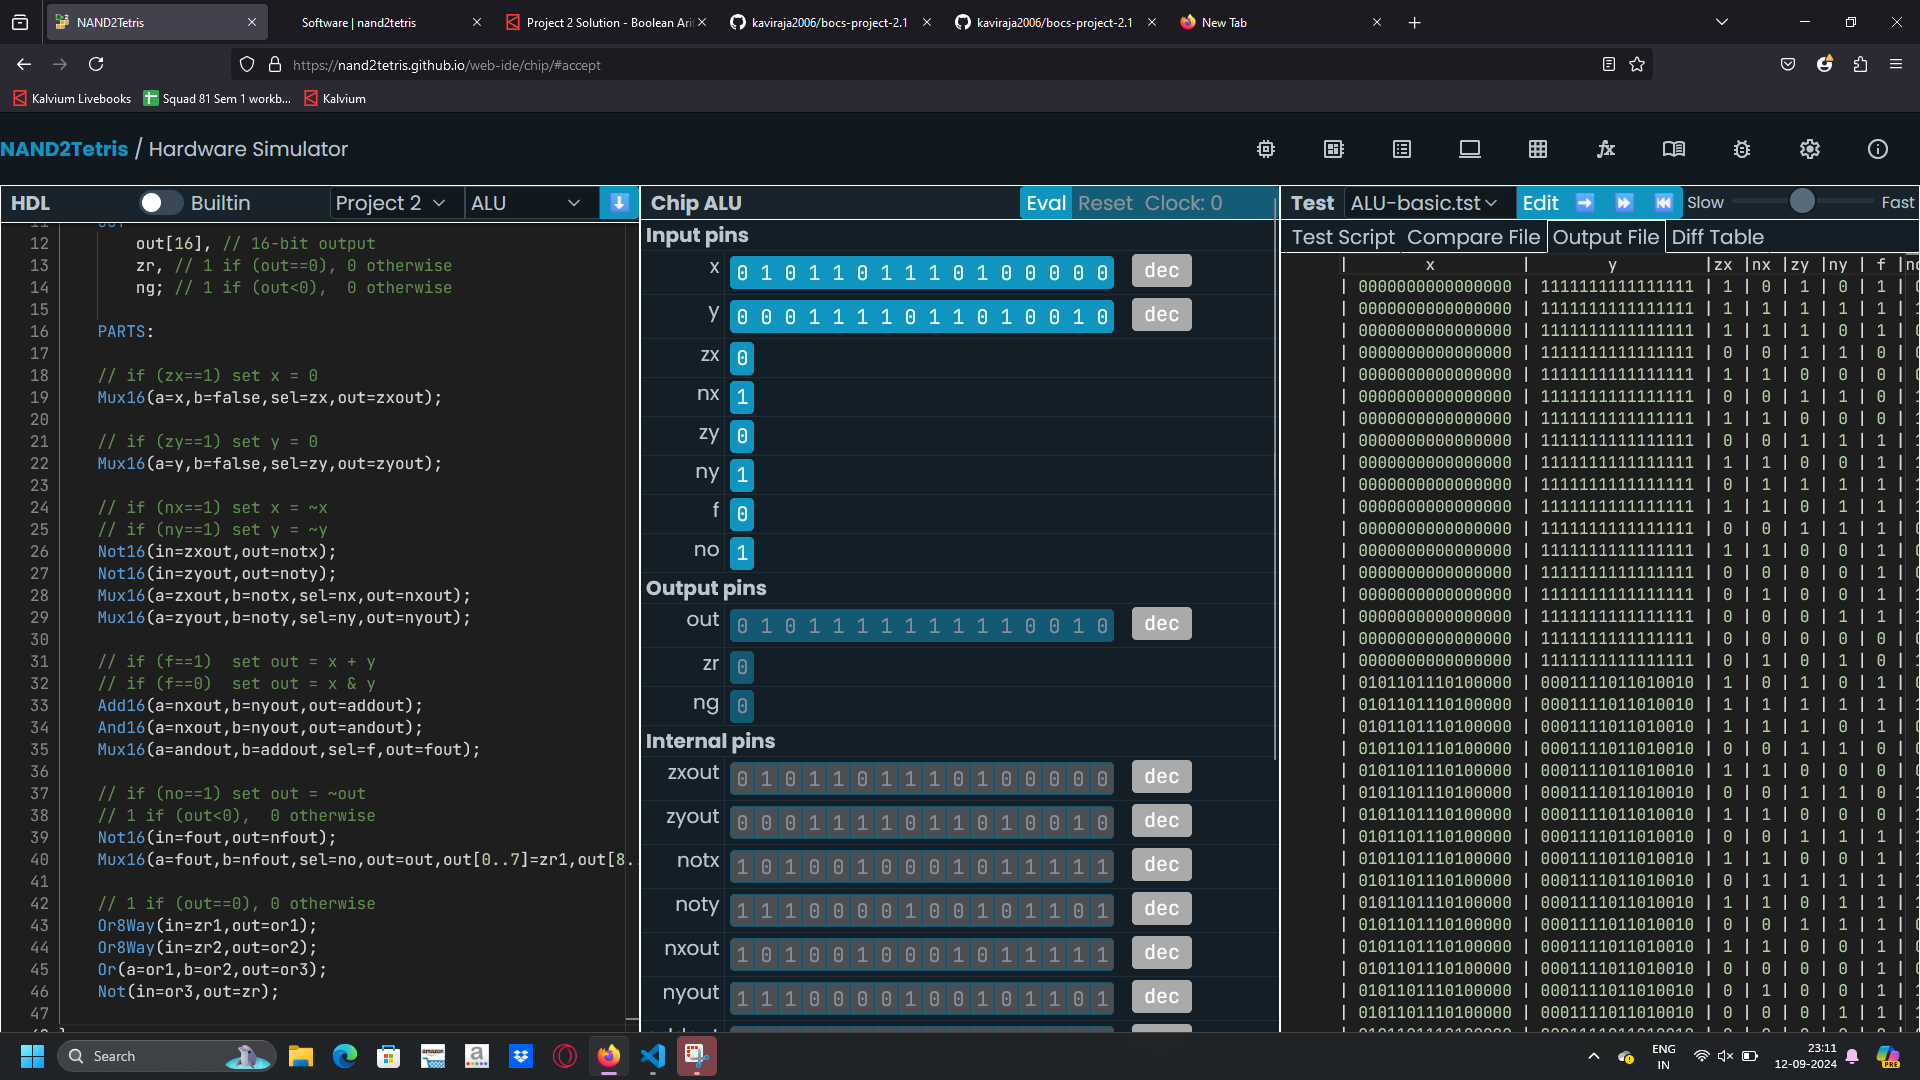 NAND2Tetris
Software | nand2tetris
Project 2 Solution - Boolean Ari
kaviraja2006/bocs-project-2.1
kaviraja2006/bocs-project-2.1
New Tab
https://nand2tetris.github.io/web-ide/chip/#accept
Kalvium Livebooks
Squad 81 Sem 1 workb...
Kalvium
NAND2Tetris / Hardware Simulator
HDL Builtin Project 2 ALU
12 out[16], // 16-bit output
13 zr, // 1 if (out==0), 0 otherwise
14 ng; // 1 if (out<0),  0 otherwise
15
16 PARTS:
17
18 // if (zx==1) set x = 0
19 Mux16(a=x,b=false,sel=zx,out=zxout);
20
21 // if (zy==1) set y = 0
22 Mux16(a=y,b=false,sel=zy,out=zyout);
23
24 // if (nx==1) set x = ~x
25 // if (ny==1) set y = ~y
26 Not16(in=zxout,out=notx);
27 Not16(in=zyout,out=noty);
28 Mux16(a=zxout,b=notx,sel=nx,out=nxout);
29 Mux16(a=zyout,b=noty,sel=ny,out=nyout);
30
31 // if (f==1)  set out = x + y
32 // if (f==0)  set out = x & y
33 Add16(a=nxout,b=nyout,out=addout);
34 And16(a=nxout,b=nyout,out=andout);
35 Mux16(a=andout,b=addout,sel=f,out=fout);
36
37 // if (no==1) set out = ~out
38 // 1 if (out<0),  0 otherwise
39 Not16(in=fout,out=nfout);
40 Mux16(a=fout,b=nfout,sel=no,out=out,out[0..7]=zr1,out[8..
41
42 // 1 if (out==0), 0 otherwise
43 Or8Way(in=zr1,out=or1);
44 Or8Way(in=zr2,out=or2);
45 Or(a=or1,b=or2,out=or3);
46 Not(in=or3,out=zr);
47
Chip ALU Eval Reset Clock: 0
Input pins
x 0 1 0 1 1 0 1 1 1 0 1 0 0 0 0 0 dec
y 0 0 0 1 1 1 1 0 1 1 0 1 0 0 1 0 dec
zx 0
nx 1
zy 0
ny 1
f 0
no 1
Output pins
out 0 1 0 1 1 1 1 1 1 1 1 1 0 0 1 0 dec
zr 0
ng 0
Internal pins
zxout 0 1 0 1 1 0 1 1 1 0 1 0 0 0 0 0 dec
zyout 0 0 0 1 1 1 1 0 1 1 0 1 0 0 1 0 dec
notx 1 0 1 0 0 1 0 0 0 1 0 1 1 1 1 1 dec
noty 1 1 1 0 0 0 0 1 0 0 1 0 1 1 0 1 dec
nxout 1 0 1 0 0 1 0 0 0 1 0 1 1 1 1 1 dec
nyout 1 1 1 0 0 0 0 1 0 0 1 0 1 1 0 1 dec
Test ALU-basic.tst Edit Slow Fast
Test Script Compare File Output File Diff Table
| x | y |zx |nx |zy |ny | f |no
| 0000000000000000 | 1111111111111111 | 1 | 0 | 1 | 0 | 1 |
| 0000000000000000 | 1111111111111111 | 1 | 1 | 1 | 1 | 1 |
| 0000000000000000 | 1111111111111111 | 1 | 1 | 1 | 0 | 1 |
| 0000000000000000 | 1111111111111111 | 0 | 0 | 1 | 1 | 0 |
| 0000000000000000 | 1111111111111111 | 1 | 1 | 0 | 0 | 0 |
| 0000000000000000 | 1111111111111111 | 0 | 0 | 1 | 1 | 0 |
| 0000000000000000 | 1111111111111111 | 1 | 1 | 0 | 0 | 0 |
| 0000000000000000 | 1111111111111111 | 0 | 0 | 1 | 1 | 1 |
| 0000000000000000 | 1111111111111111 | 1 | 1 | 0 | 0 | 1 |
| 0000000000000000 | 1111111111111111 | 0 | 1 | 1 | 1 | 1 |
| 0000000000000000 | 1111111111111111 | 1 | 1 | 0 | 1 | 1 |
| 0000000000000000 | 1111111111111111 | 0 | 0 | 1 | 1 | 1 |
| 0000000000000000 | 1111111111111111 | 1 | 1 | 0 | 0 | 1 |
| 0000000000000000 | 1111111111111111 | 0 | 0 | 0 | 0 | 1 |
| 0000000000000000 | 1111111111111111 | 0 | 1 | 0 | 0 | 1 |
| 0000000000000000 | 1111111111111111 | 0 | 0 | 0 | 1 | 1 |
| 0000000000000000 | 1111111111111111 | 0 | 0 | 0 | 0 | 0 |
| 0000000000000000 | 1111111111111111 | 0 | 1 | 0 | 1 | 0 |
| 0101101110100000 | 0001111011010010 | 1 | 0 | 1 | 0 | 1 |
| 0101101110100000 | 0001111011010010 | 1 | 1 | 1 | 1 | 1 |
| 0101101110100000 | 0001111011010010 | 1 | 1 | 1 | 0 | 1 |
| 0101101110100000 | 0001111011010010 | 0 | 0 | 1 | 1 | 0 |
| 0101101110100000 | 0001111011010010 | 1 | 1 | 0 | 0 | 0 |
| 0101101110100000 | 0001111011010010 | 0 | 0 | 1 | 1 | 0 |
| 0101101110100000 | 0001111011010010 | 1 | 1 | 0 | 0 | 0 |
| 0101101110100000 | 0001111011010010 | 0 | 0 | 1 | 1 | 1 |
| 0101101110100000 | 0001111011010010 | 1 | 1 | 0 | 0 | 1 |
| 0101101110100000 | 0001111011010010 | 0 | 1 | 1 | 1 | 1 |
| 0101101110100000 | 0001111011010010 | 1 | 1 | 0 | 1 | 1 |
| 0101101110100000 | 0001111011010010 | 0 | 0 | 1 | 1 | 1 |
| 0101101110100000 | 0001111011010010 | 1 | 1 | 0 | 0 | 1 |
| 0101101110100000 | 0001111011010010 | 0 | 0 | 0 | 0 | 1 |
| 0101101110100000 | 0001111011010010 | 0 | 1 | 0 | 0 | 1 |
| 0101101110100000 | 0001111011010010 | 0 | 0 | 0 | 1 | 1 |
Search
ENG
IN
23:11
12-09-2024